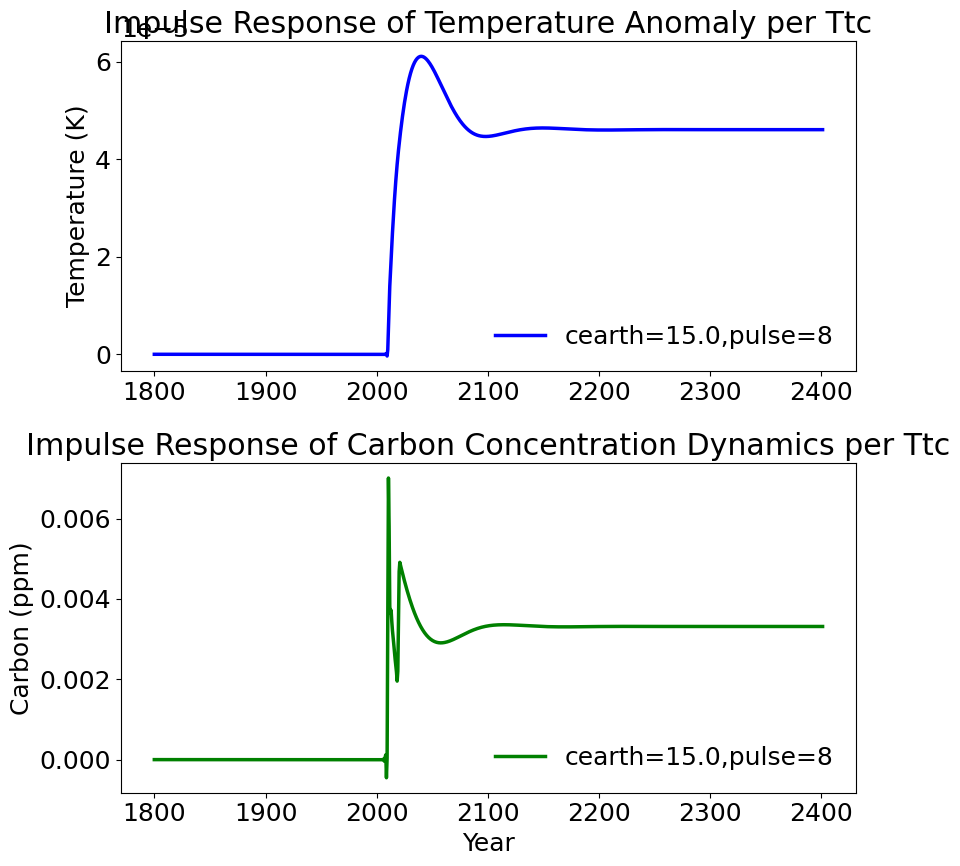 Impulse Response of Temperature Anomaly per Ttc
1e−5
6
4
2
0
Temperature (K)
cearth=15.0,pulse=8
1800 1900 2000 2100 2200 2300 2400
Impulse Response of Carbon Concentration Dynamics per Ttc
0.006
0.004
0.002
0.000
Carbon (ppm)
cearth=15.0,pulse=8
1800 1900 2000 2100 2200 2300 2400
Year